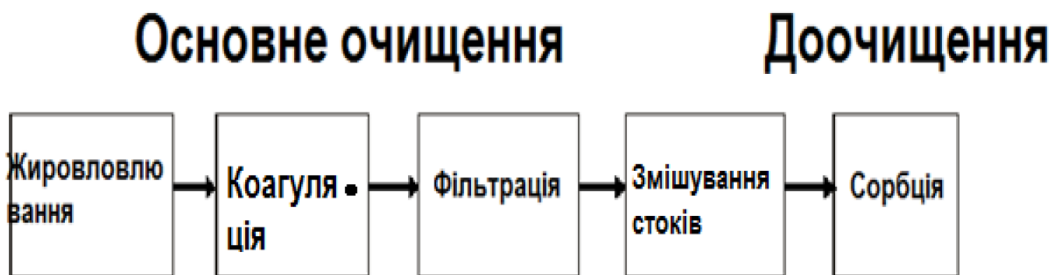 Основне очищення
Доочищення
Жировловлю
вання
Коагуля
ція
Фільтрація
Змішування
стоків
Сорбція